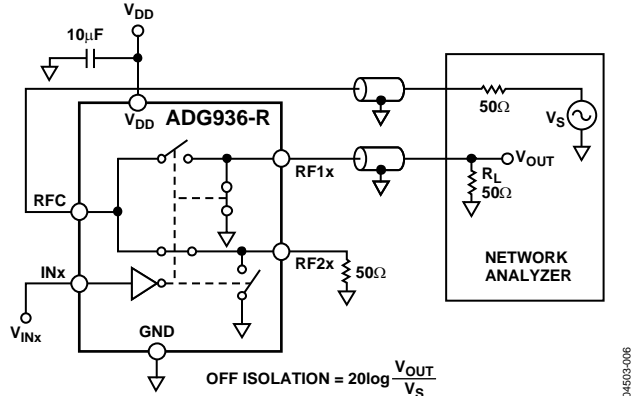 VDD
10μF
VDD
ADG936-R
RFC
INx
VINx
GND
RF1x
RF2x
50Ω
50Ω
VS
VOUT
RL
50Ω
NETWORK
ANALYZER
OFF ISOLATION = 20log VOUT
VS
04503-006